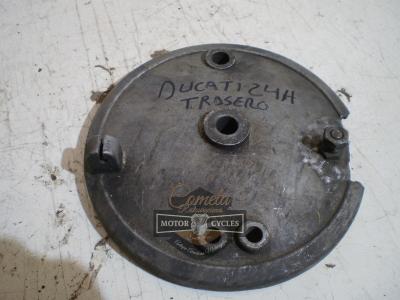 DUCATI 24H
TRASERO
Cometa
MOTOR CYCLES